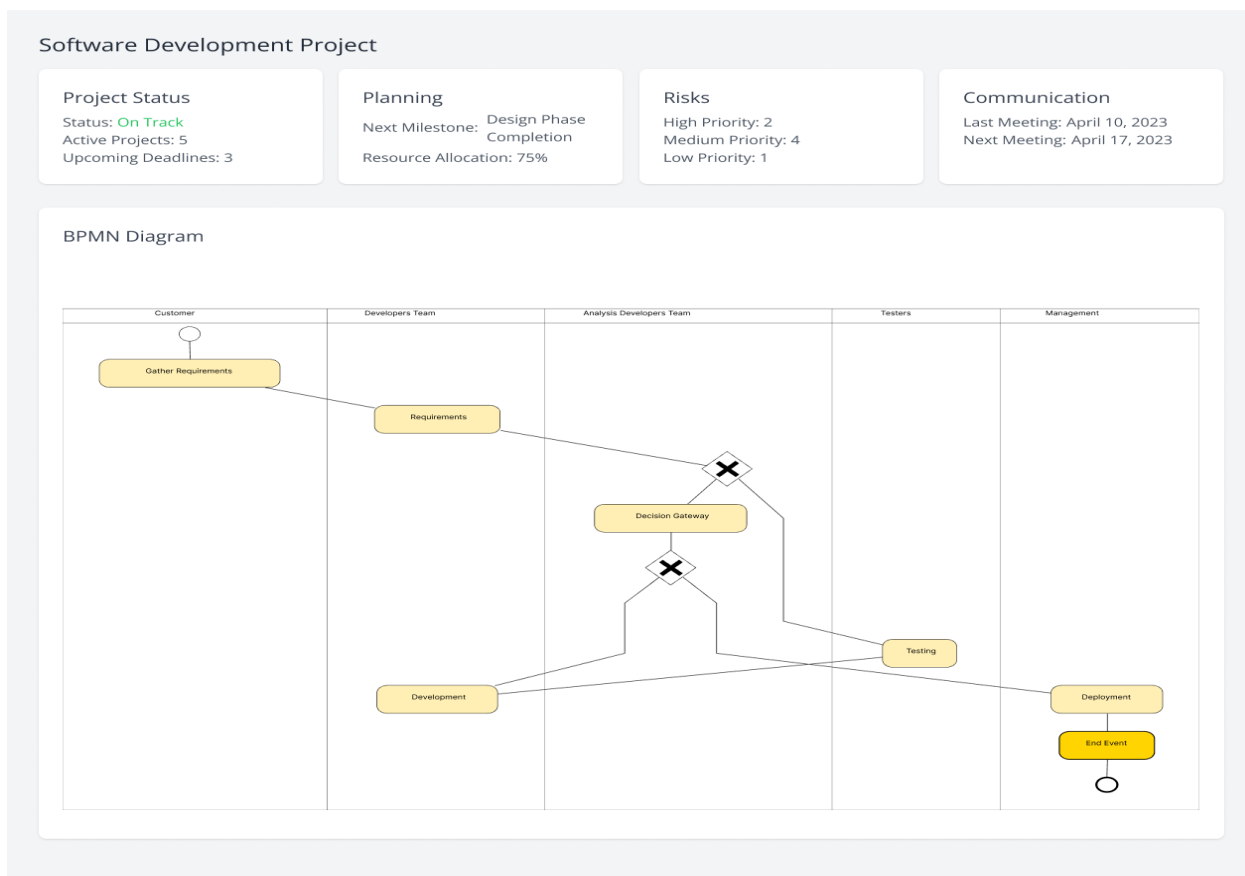 Software Development Project
Project Status
Status: On Track
Active Projects: 5
Upcoming Deadlines: 3
Planning
Next Milestone: Design Phase
Completion
Resource Allocation: 75%
Risks
High Priority: 2
Medium Priority: 4
Low Priority: 1
Communication
Last Meeting: April 10, 2023
Next Meeting: April 17, 2023
BPMN Diagram
Customer
Developers Team
Analysis Developers Team
Testers
Management
Gather Requirements
Requirements
Decision Gateway
Testing
Development
Deployment
End Event